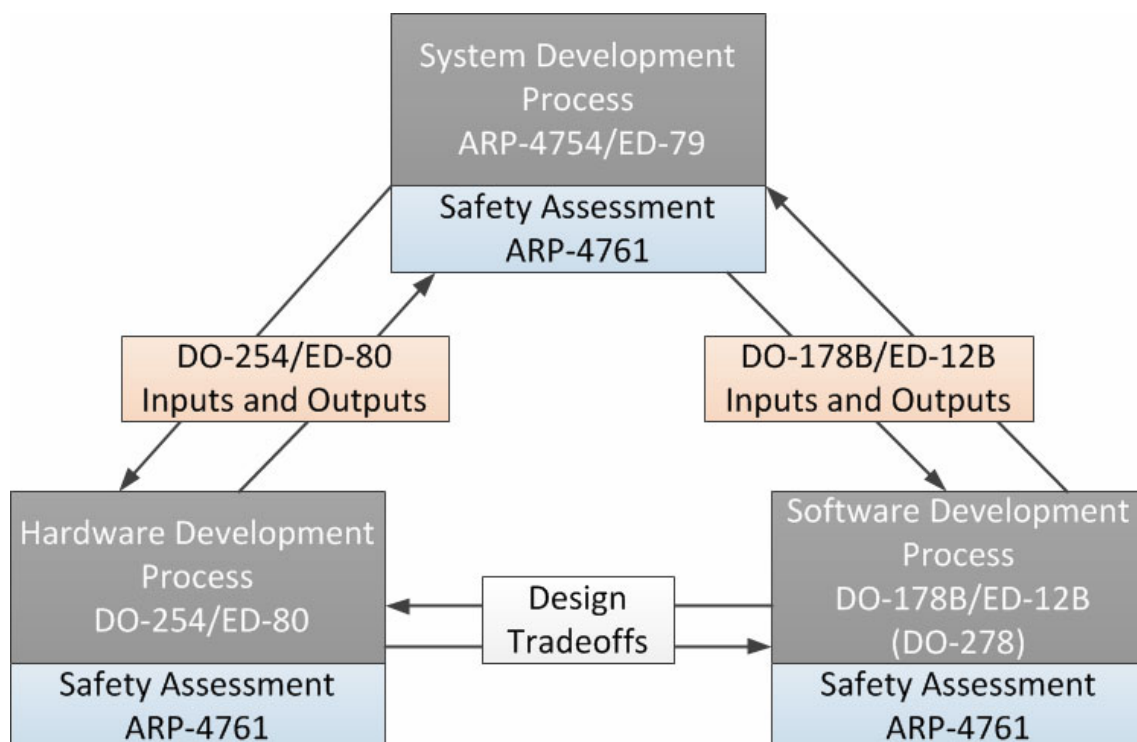 System Development
Process
ARP-4754/ED-79
Safety Assessment
ARP-4761
DO-254/ED-80
Inputs and Outputs
DO-178B/ED-12B
Inputs and Outputs
Hardware Development
Process
DO-254/ED-80
Safety Assessment
ARP-4761
Design
Tradeoffs
Software Development
Process
DO-178B/ED-12B
(DO-278)
Safety Assessment
ARP-4761